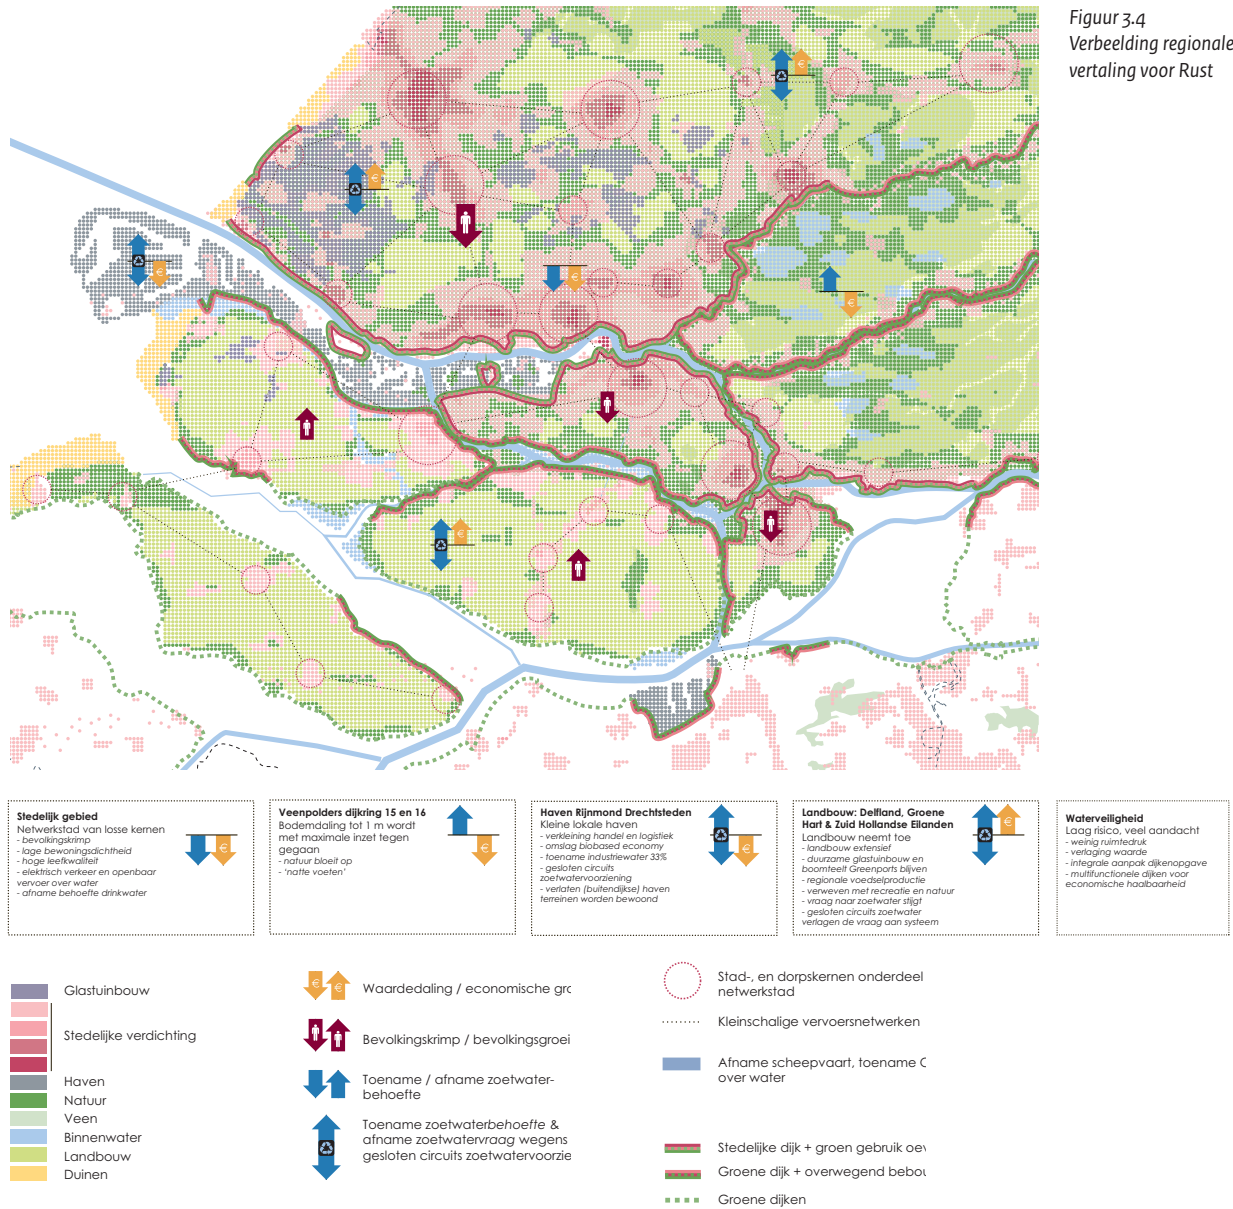 Figuur 3.4
Verbeelding regionale
vertaling voor Rust
Stedelijk gebied
Netwerkstad van losse kernen
- bevolkingskrimp
- lage bewoningsdichtheid
- hoge leefkwaliteit
- elektrisch verkeer en openbaar
vervoer over water
- afname behoefte drinkwater
Veenpolders dijkring 15 en 16
Bodemdaling tot 1 m wordt
met maximale inzet tegen
gegaan
- natuur bloeit op
- 'natte voeten'
Haven Rijnmond Drechtsteden
Kleine lokale haven
- verkleining handel en logistiek
- omslag biobased economy
- toename industriewater 33%
- gesloten circuits
zoetwatervoorziening
- verlaten (buitendijkse) haven
terreinen worden bewoond
Landbouw: Delfland, Groene
Hart & Zuid Hollandse Eilanden
Landbouw neemt toe
- landbouw extensief
- duurzame glastuinbouw en
boomteelt Greenports blijven
- regionale voedselproductie
- verweven met recreatie en natuur
- vraag naar zoetwater stijgt
- gesloten circuits zoetwater
verlagen de vraag aan systeem
Waterveiligheid
Laag risico, veel aandacht
- weinig ruimtedruk
- verlaging waarde
- integrale aanpak dijkenopgave
- multifunctionele dijken voor
economische haalbaarheid
Glastuinbouw
Stedelijke verdichting
Haven
Natuur
Veen
Binnenwater
Landbouw
Duinen
Waardedaling / economische grc
Bevolkingskrimp / bevolkingsgroei
Toename / afname zoetwater-
behoefte
Toename zoetwaterbehoefte &
afname zoetwatervraag wegens
gesloten circuits zoetwatervoorzie
Stad-, en dorpskernen onderdeel
netwerkstad
Kleinschalige vervoersnetwerken
Afname scheepvaart, toename C
over water
Stedelijke dijk + groen gebruik oev
Groene dijk + overwegend bebou
Groene dijken